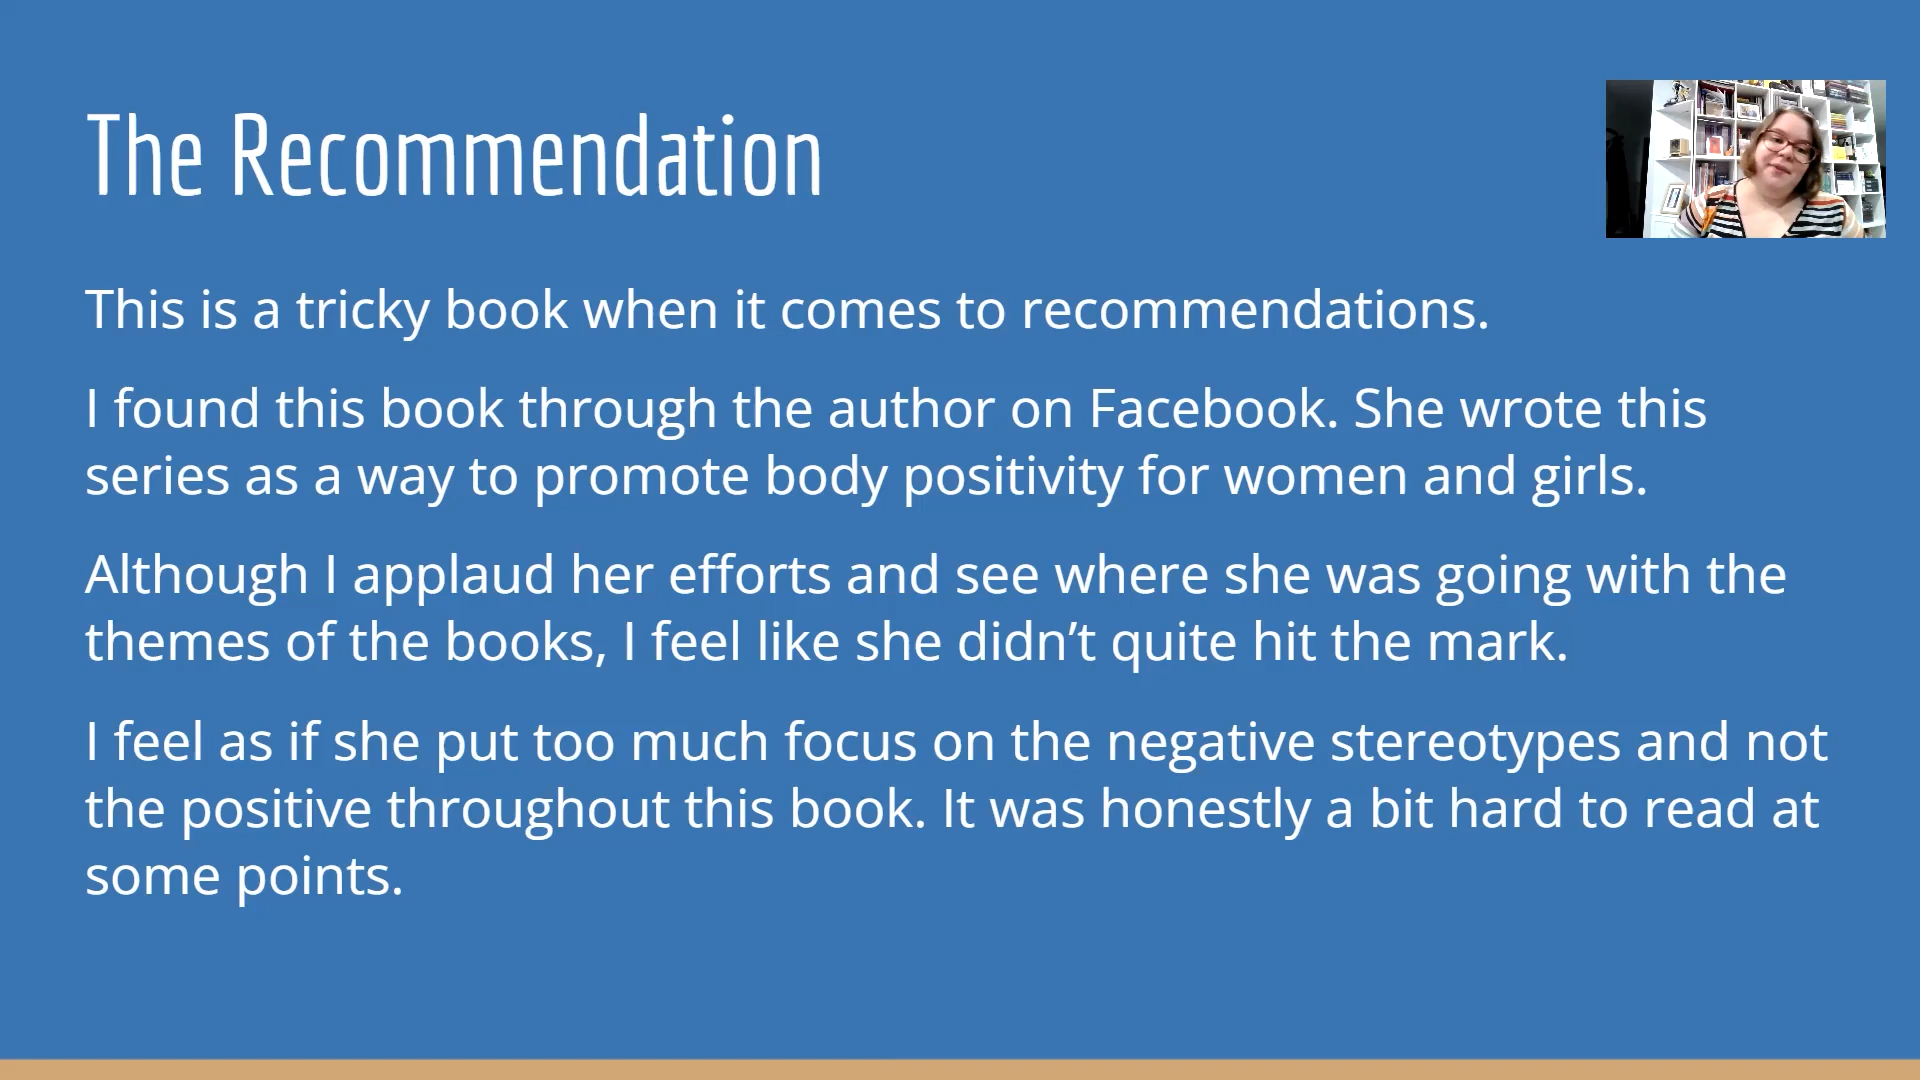 The Recommendation
This is a tricky book when it comes to recommendations.
I found this book through the author on Facebook. She wrote this
series as a way to promote body positivity for women and girls.
Although I applaud her efforts and see where she was going with the
themes of the books, I feel like she didn’t quite hit the mark.
I feel as if she put too much focus on the negative stereotypes and not
the positive throughout this book. It was honestly a bit hard to read at
some points.